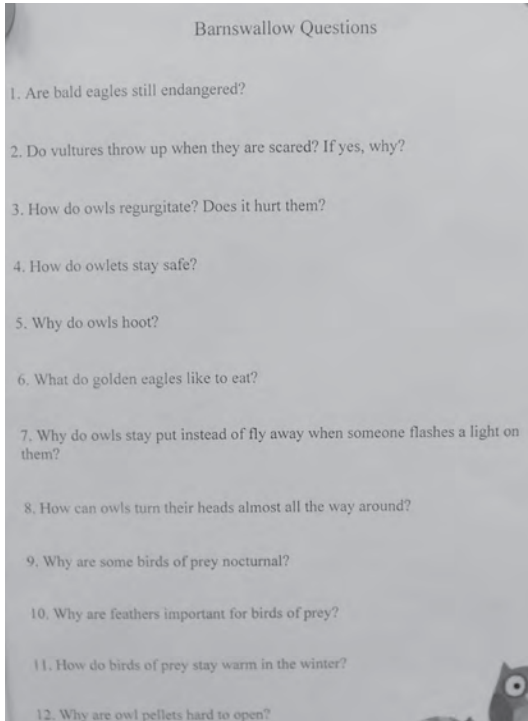 Barnswallow Questions
1. Are bald eagles still endangered?
2. Do vultures throw up when they are scared? If yes, why?
3. How do owls regurgitate? Does it hurt them?
4. How do owlets stay safe?
5. Why do owls hoot?
6. What do golden eagles like to eat?
7. Why do owls stay put instead of fly away when someone flashes a light on
them?
8. How can owls turn their heads almost all the way around?
9. Why are some birds of prey nocturnal?
10. Why are feathers important for birds of prey?
11. How do birds of prey stay warm in the winter?
12. Why are owl pellets hard to open?